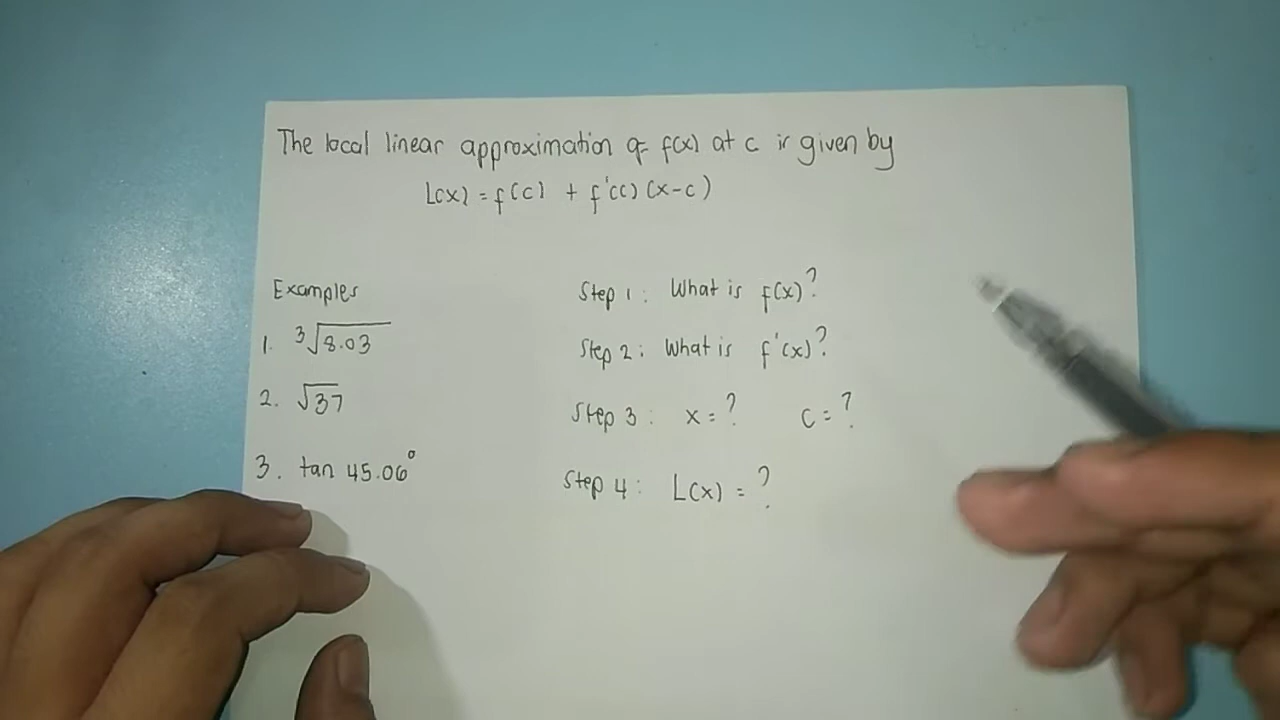 The local linear approximation of f(x) at c is given by
L(x) = f(c) + f'(c) (x-c)
Examples
1. ∛8.03
2. √37
3. tan 45.06°
Step 1: What is f(x)?
Step 2: What is f'(x)?
Step 3: x = ? c = ?
Step 4: L(x) = ?